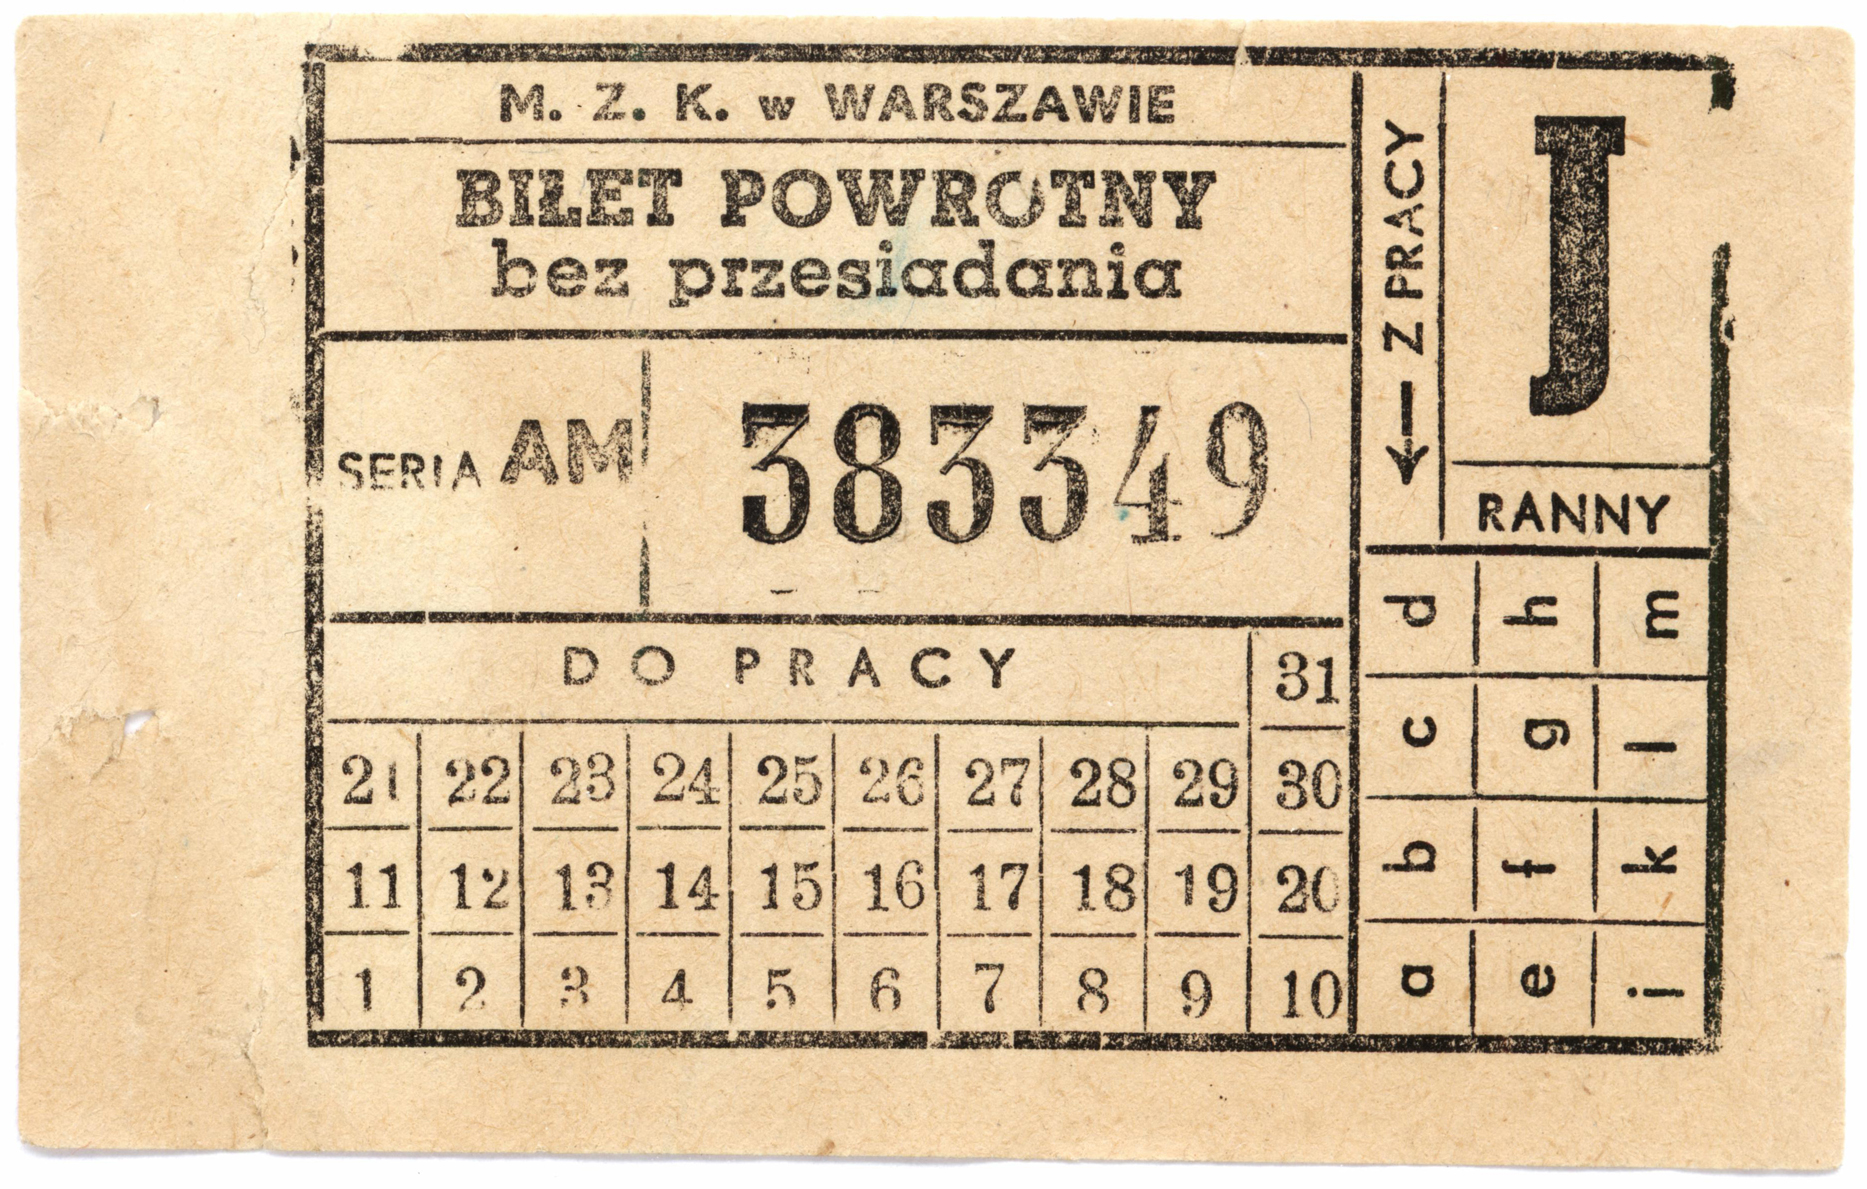 M. Z. K. w WARSZAWIE
BILET POWROTNY
bez przesiadania
SERIA AM 383349
DO PRACY 31
21 22 23 24 25 26 27 28 29 30
11 12 13 14 15 16 17 18 19 20
1 2 3 4 5 6 7 8 9 10
← Z PRACY
J
RANNY
d h m
c g l
b f k
a e i